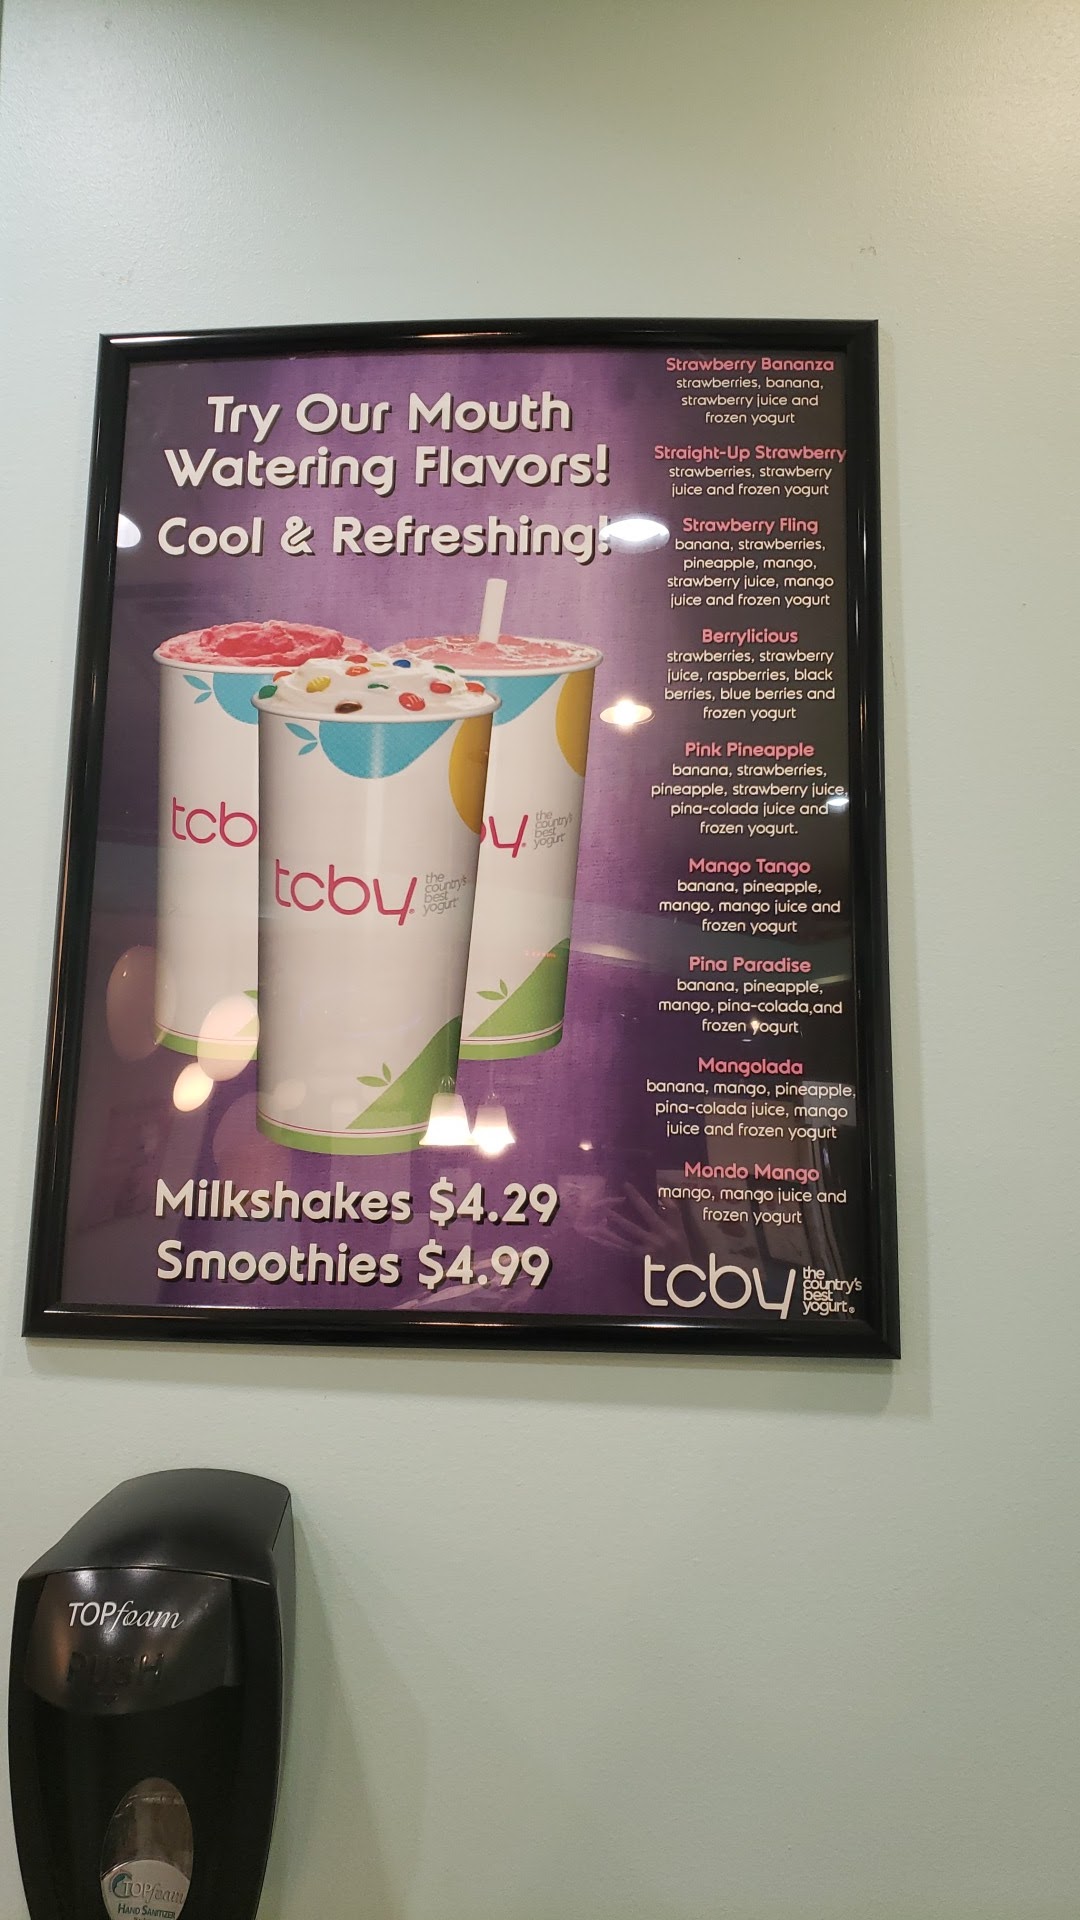 Try Our Mouth
Watering Flavors!
Cool & Refreshing!
tcb
tcby® the country's best yogurt
by® the country's best yogurt
Milkshakes $4.29
Smoothies $4.99
Strawberry Bananza
strawberries, banana,
strawberry juice and
frozen yogurt
Straight-Up Strawberry
strawberries, strawberry
juice and frozen yogurt
Strawberry Fling
banana, strawberries,
pineapple, mango,
strawberry juice, mango
juice and frozen yogurt
Berrylicious
strawberries, strawberry
juice, raspberries, black
berries, blue berries and
frozen yogurt
Pink Pineapple
banana, strawberries,
pineapple, strawberry juice,
pina-colada juice and
frozen yogurt.
Mango Tango
banana, pineapple,
mango, mango juice and
frozen yogurt
Pina Paradise
banana, pineapple,
mango, pina-colada,and
frozen yogurt
Mangolada
banana, mango, pineapple,
pina-colada juice, mango
juice and frozen yogurt
Mondo Mango
mango, mango juice and
frozen yogurt
tcby the country's best yogurt®
TOPfoam
PUSH
TOPfoam
HAND SANITIZER